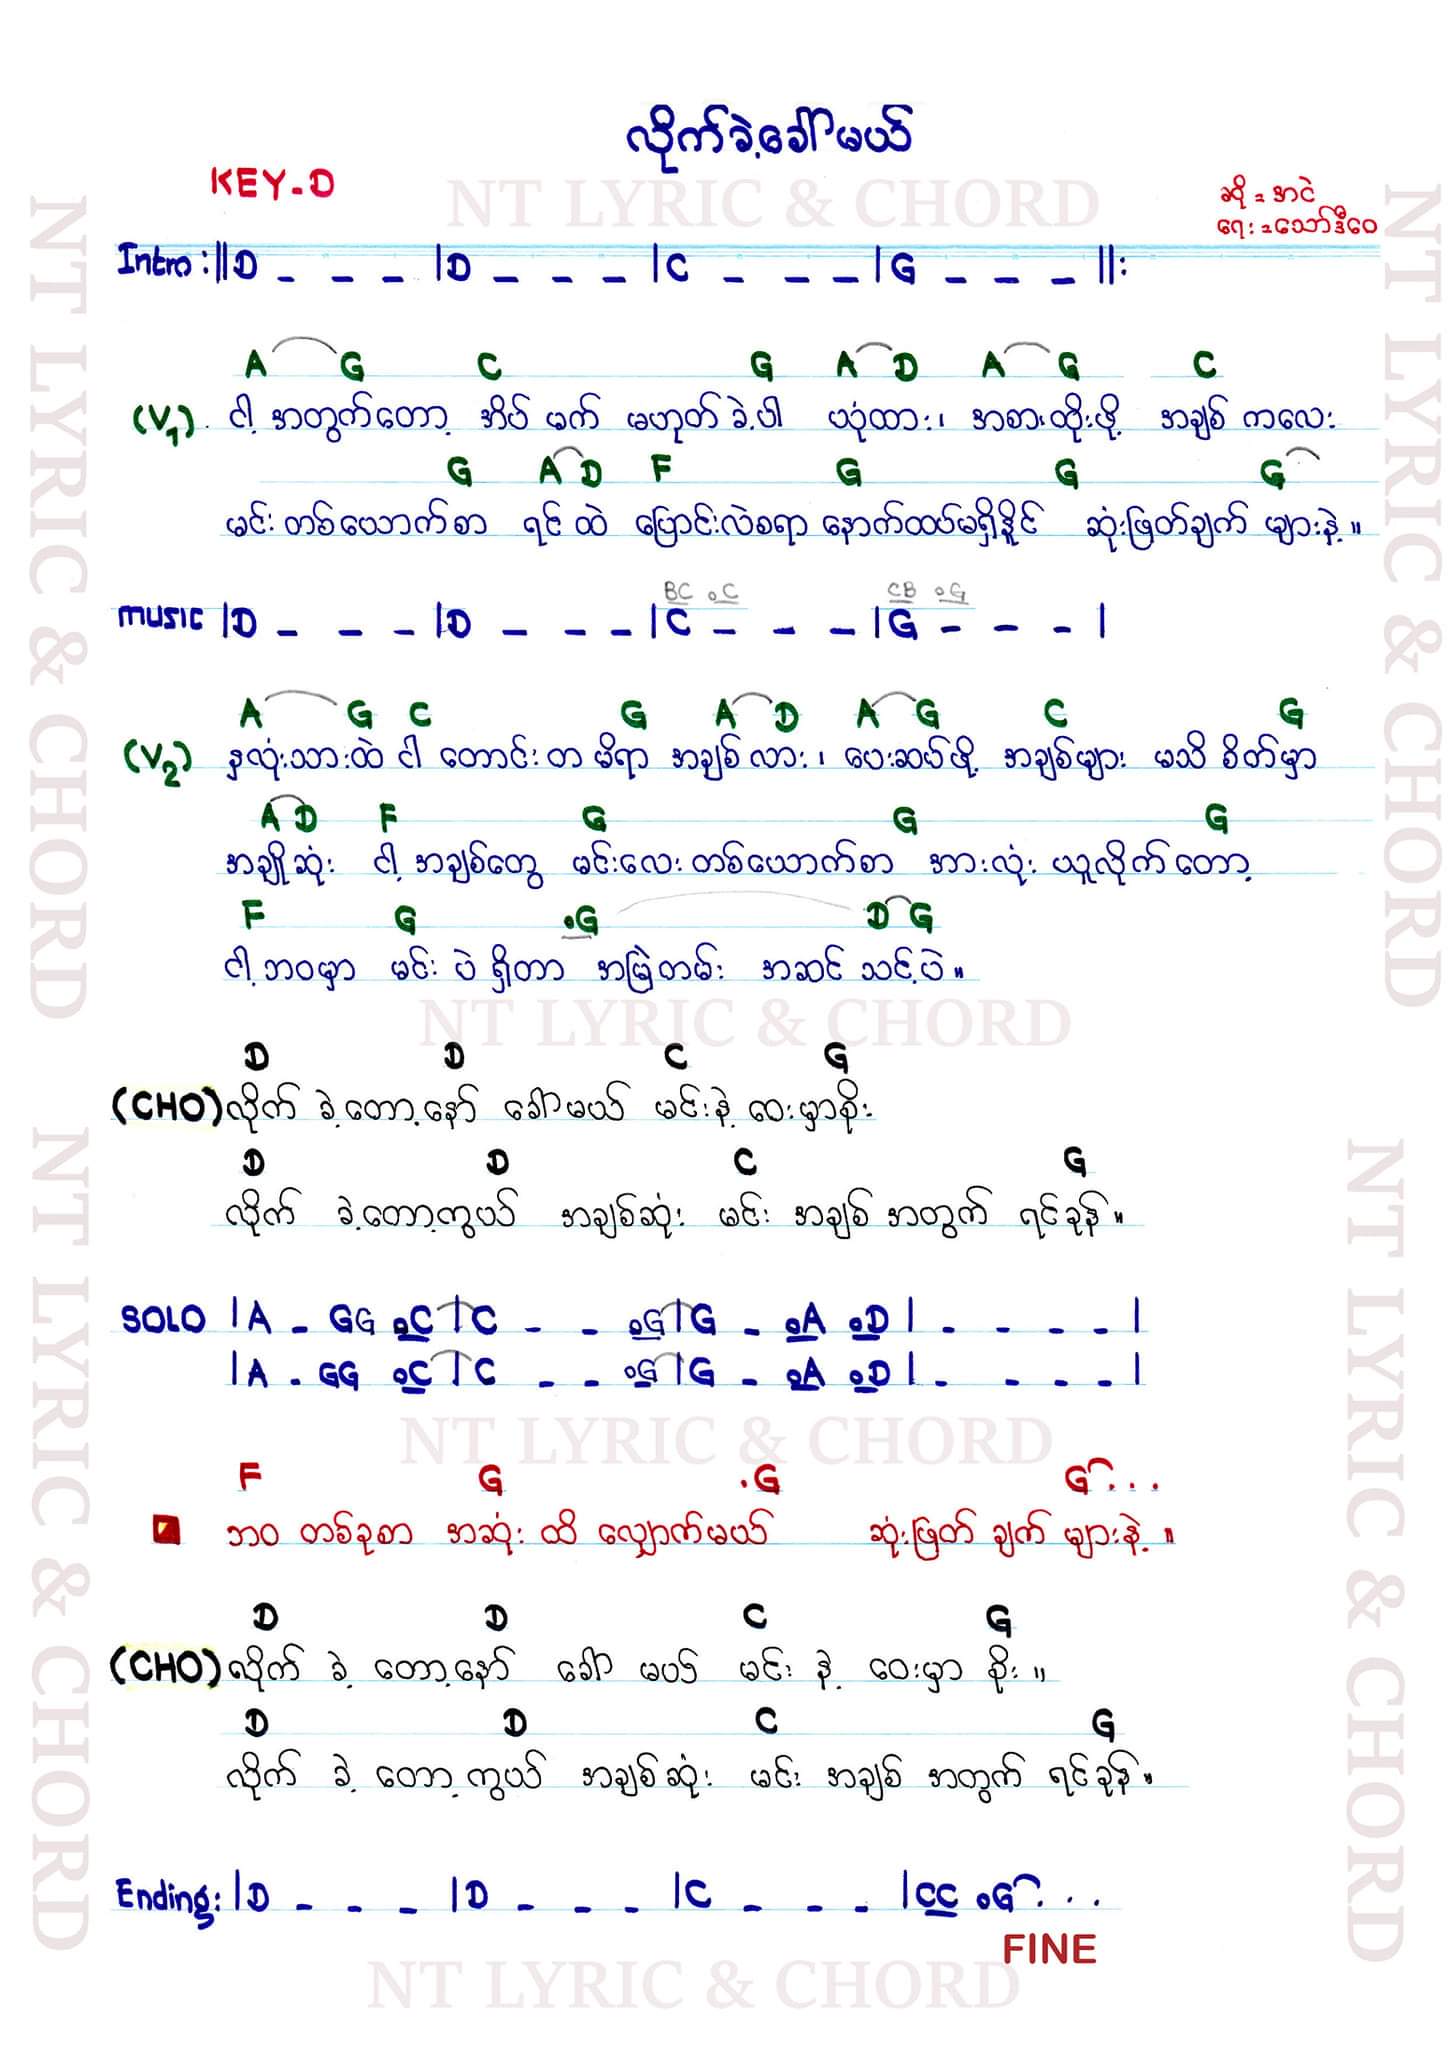 လိုက်ခဲ့ခေါ်မယ်
KEY-D
NT LYRIC & CHORD
ဆို = အငဲ
ရေး = သော်ဒီဝေ
Intro :||D _ _ _ |D _ _ _ |C _ _ _ |G _ _ _ ||:
A G C G A D A G C
(V1). ငါ့ အတွက်တော့ အိပ် မက် မဟုတ် ခဲ့ပါ ယုံထား၊ အစားထိုးဖို့ အချစ် ကလေး
G A D F G G G
မင်း တစ်ယောက်စာ ရင် ထဲ ပြောင်းလဲစရာ နောက်ထပ်မရှိနိုင် ဆုံးဖြတ်ချက် များနဲ့။
BC .C CB .G
MUSIC |D _ _ _ |D _ _ _ |C _ _ _ |G _ _ _ |
A G C G A D A G C G
(V2) နှလုံးသားထဲ ငါ တောင်း တ မိရာ အချစ် လား၊ ပေးဆပ်ဖို့ အချစ်များ မသိ စိတ်မှာ
A D F G G G
အချိုဆုံး ငါ့ အချစ်တွေ မင်းလေး တစ်ယောက်စာ အားလုံး ယူလိုက် တော့
F G .G D G
ငါ့ဘဝမှာ မင်း ပဲ ရှိတာ အမြဲတမ်း အဆင် သင့်ပဲ။
NT LYRIC & CHORD
D D C G
(CHO) လိုက် ခဲ့တော့နော် ခေါ်မယ် မင်းနဲ့ ဝေးမှာစိုး
D D C G
လိုက် ခဲ့တော့ကွယ် အချစ်ဆုံး မင်း အချစ် အတွက် ရင်ခုန်။
SOLO |A _ GG .C |C _ _ .G |G _ .A .D | _ _ _ _ |
|A _ GG .C |C _ _ .G |G _ .A .D | _ _ _ _ |
NT LYRIC & CHORD
F G .G G...
ဘဝ တစ်ခုစာ အဆုံး ထိ လျှောက်မယ် ဆုံးဖြတ် ချက် များနဲ့။
D D C G
(CHO) လိုက် ခဲ့ တော့နော် ခေါ် မယ် မင်း နဲ့ ဝေးမှာ စိုး ။
D D C G
လိုက် ခဲ့ တော့ ကွယ် အချစ်ဆုံး မင်း အချစ် အတွက် ရင်ခုန်။
Ending: |D _ _ _ |D _ _ _ |C _ _ _ |CC .G...
FINE
NT LYRIC & CHORD
NT LYRIC & CHORD
NT LYRIC & CHORD
NT LYRIC & CHORD
NT LYRIC & CHORD